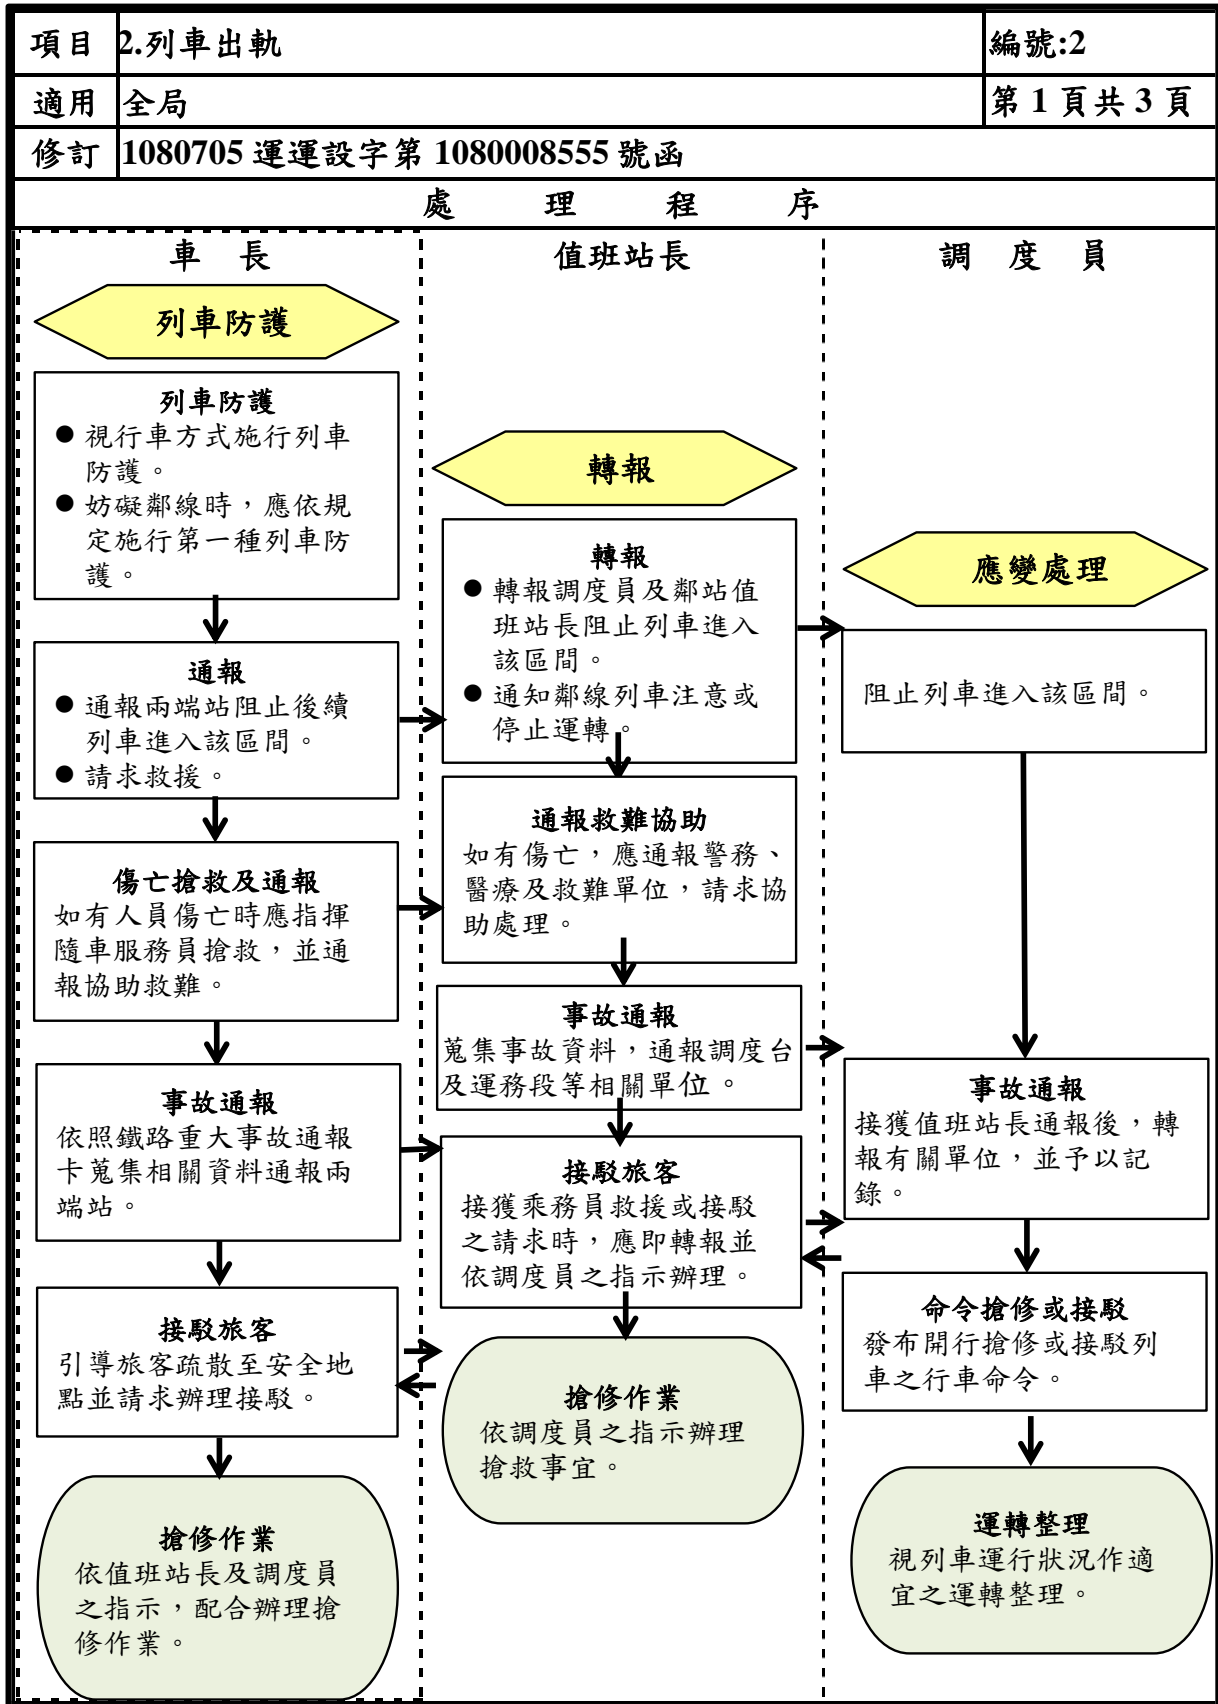 項目 2.列車出軌 編號:2
適用 全局 第 1 頁共 3 頁
修訂 1080705 運運設字第 1080008555 號函
處 理 程 序
車 長
列車防護
列車防護
● 視行車方式施行列車
防護。
● 妨礙鄰線時，應依規
定施行第一種列車防
護。
通報
● 通報兩端站阻止後續
列車進入該區間。
● 請求救援。
傷亡搶救及通報
如有人員傷亡時應指揮
隨車服務員搶救，並通
報協助救難。
事故通報
依照鐵路重大事故通報
卡蒐集相關資料通報兩
端站。
接駁旅客
引導旅客疏散至安全地
點並請求辦理接駁。
搶修作業
依值班站長及調度員
之指示，配合辦理搶
修作業。
值班站長
轉報
轉報
● 轉報調度員及鄰站值
班站長阻止列車進入
該區間。
● 通知鄰線列車注意或
停止運轉。
通報救難協助
如有傷亡，應通報警務、
醫療及救難單位，請求協
助處理。
事故通報
蒐集事故資料，通報調度台
及運務段等相關單位。
接駁旅客
接獲乘務員救援或接駁
之請求時，應即轉報並
依調度員之指示辦理。
搶修作業
依調度員之指示辦理
搶救事宜。
調 度 員
應變處理
阻止列車進入該區間。
事故通報
接獲值班站長通報後，轉
報有關單位，並予以記
錄。
命令搶修或接駁
發布開行搶修或接駁列
車之行車命令。
運轉整理
視列車運行狀況作適
宜之運轉整理。